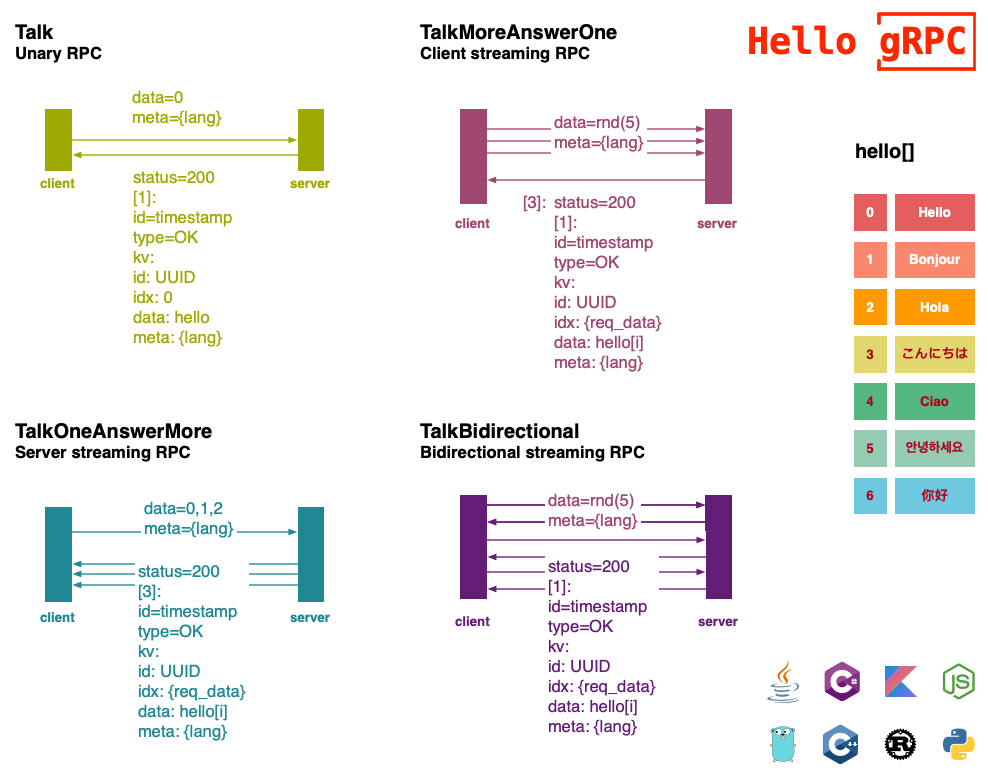 Talk
Unary RPC
data=0
meta={lang}
client
server
status=200
[1]:
id=timestamp
type=OK
kv:
id: UUID
idx: 0
data: hello
meta: {lang}
TalkMoreAnswerOne
Client streaming RPC
data=rnd(5)
meta={lang}
client
server
[3]: status=200
[1]:
id=timestamp
type=OK
kv:
id: UUID
idx: {req_data}
data: hello[i]
meta: {lang}
Hello gRPC
hello[]
0 Hello
1 Bonjour
2 Hola
3 こんにちは
4 Ciao
5 안녕하세요
6 你好
TalkOneAnswerMore
Server streaming RPC
data=0,1,2
meta={lang}
client
server
status=200
[3]:
id=timestamp
type=OK
kv:
id: UUID
idx: {req_data}
data: hello[i]
meta: {lang}
TalkBidirectional
Bidirectional streaming RPC
data=rnd(5)
meta={lang}
client
server
status=200
[1]:
id=timestamp
type=OK
kv:
id: UUID
idx: {req_data}
data: hello[i]
meta: {lang}
C#
JS
C++
R